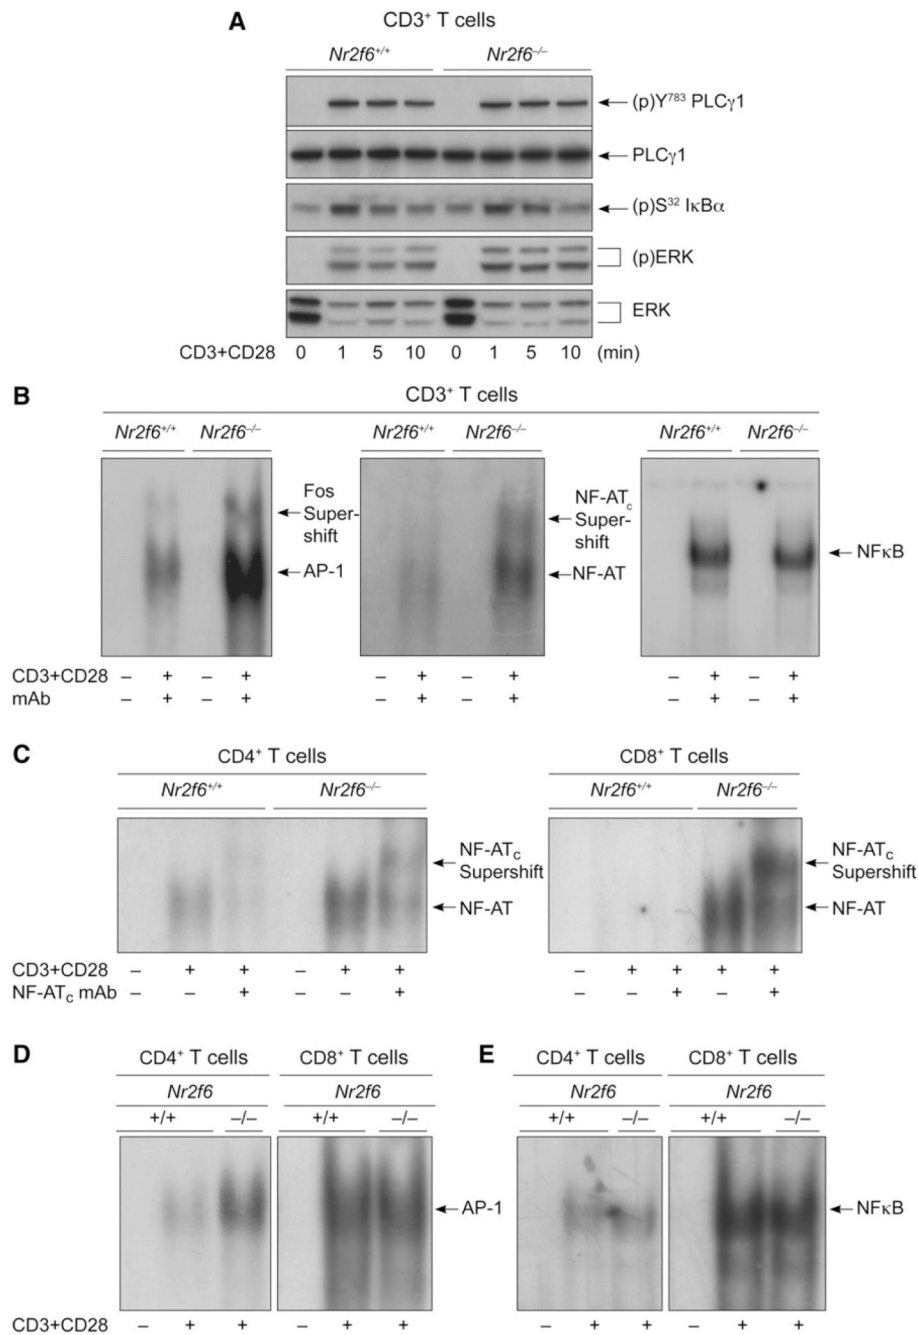 A
CD3⁺ T cells
Nr2f6⁺/⁺ Nr2f6⁻/⁻
(p)Y⁷⁸³ PLCγ1
PLCγ1
(p)S³² IκBα
(p)ERK
ERK
CD3+CD28 0 1 5 10 0 1 5 10 (min)
B
CD3⁺ T cells
Nr2f6⁺/⁺ Nr2f6⁻/⁻ Nr2f6⁺/⁺ Nr2f6⁻/⁻ Nr2f6⁺/⁺ Nr2f6⁻/⁻
Fos
Super-
shift
AP-1
NF-ATc
Super-
shift
NF-AT
NFκB
CD3+CD28 – + – + – + – + – + – +
mAb – + – + – + – + – + – +
C
CD4⁺ T cells
Nr2f6⁺/⁺ Nr2f6⁻/⁻
NF-ATc
Supershift
NF-AT
CD8⁺ T cells
Nr2f6⁺/⁺ Nr2f6⁻/⁻
NF-ATc
Supershift
NF-AT
CD3+CD28 – + + – + + – + + + +
NF-ATc mAb – – + – – + – – + – +
D
CD4⁺ T cells CD8⁺ T cells
Nr2f6 Nr2f6
+/+ –/– +/+ –/–
AP-1
CD3+CD28 – + + – + +
E
CD4⁺ T cells CD8⁺ T cells
Nr2f6 Nr2f6
+/+ –/– +/+ –/–
NFκB
– + + – + +